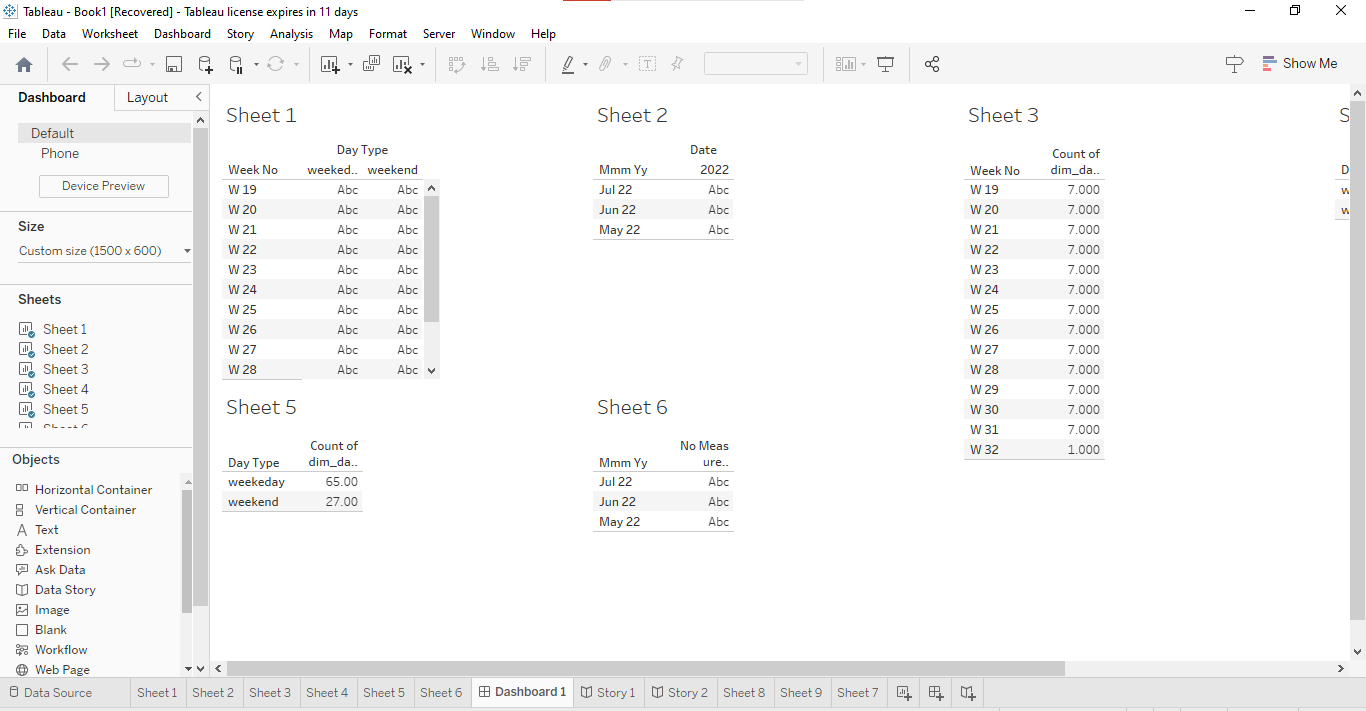 Tableau - Book1 [Recovered] - Tableau license expires in 11 days
File Data Worksheet Dashboard Story Analysis Map Format Server Window Help
Show Me
Dashboard Layout
Default
Phone
Device Preview
Size
Custom size (1500 x 600)
Sheets
Sheet 1
Sheet 2
Sheet 3
Sheet 4
Sheet 5
Objects
Horizontal Container
Vertical Container
Text
Extension
Ask Data
Data Story
Image
Blank
Workflow
Web Page
Sheet 1
Day Type
Week No weeked.. weekend
W 19 Abc Abc
W 20 Abc Abc
W 21 Abc Abc
W 22 Abc Abc
W 23 Abc Abc
W 24 Abc Abc
W 25 Abc Abc
W 26 Abc Abc
W 27 Abc Abc
W 28 Abc Abc
Sheet 2
Date
Mmm Yy 2022
Jul 22 Abc
Jun 22 Abc
May 22 Abc
Sheet 3
Count of
Week No dim_da..
W 19 7.000
W 20 7.000
W 21 7.000
W 22 7.000
W 23 7.000
W 24 7.000
W 25 7.000
W 26 7.000
W 27 7.000
W 28 7.000
W 29 7.000
W 30 7.000
W 31 7.000
W 32 1.000
Sheet 5
Count of
Day Type dim_da..
weekeday 65.00
weekend 27.00
Sheet 6
No Meas
Mmm Yy ure..
Jul 22 Abc
Jun 22 Abc
May 22 Abc
Data Source Sheet 1 Sheet 2 Sheet 3 Sheet 4 Sheet 5 Sheet 6 Dashboard 1 Story 1 Story 2 Sheet 8 Sheet 9 Sheet 7